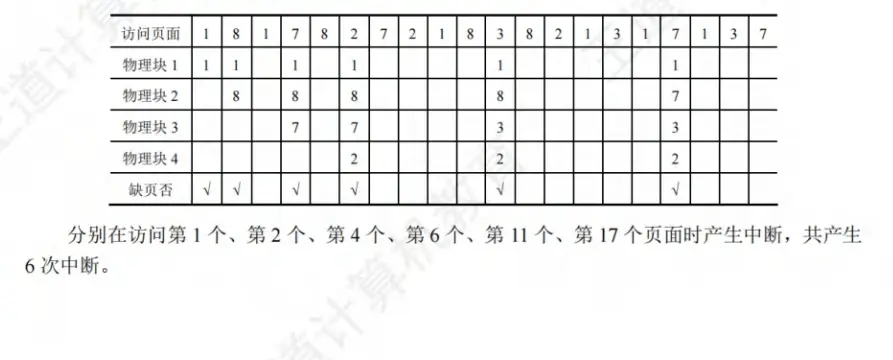 访问页面 1 8 1 7 8 2 7 2 1 8 3 8 2 1 3 1 7 1 3 7
物理块 1 1 1 1 1 1 1
物理块 2 8 8 8 8 7
物理块 3 7 7 3 3
物理块 4 2 2 2
缺页否 √ √ √ √ √ √
分别在访问第 1 个、第 2 个、第 4 个、第 6 个、第 11 个、第 17 个页面时产生中断，共产生
6 次中断。